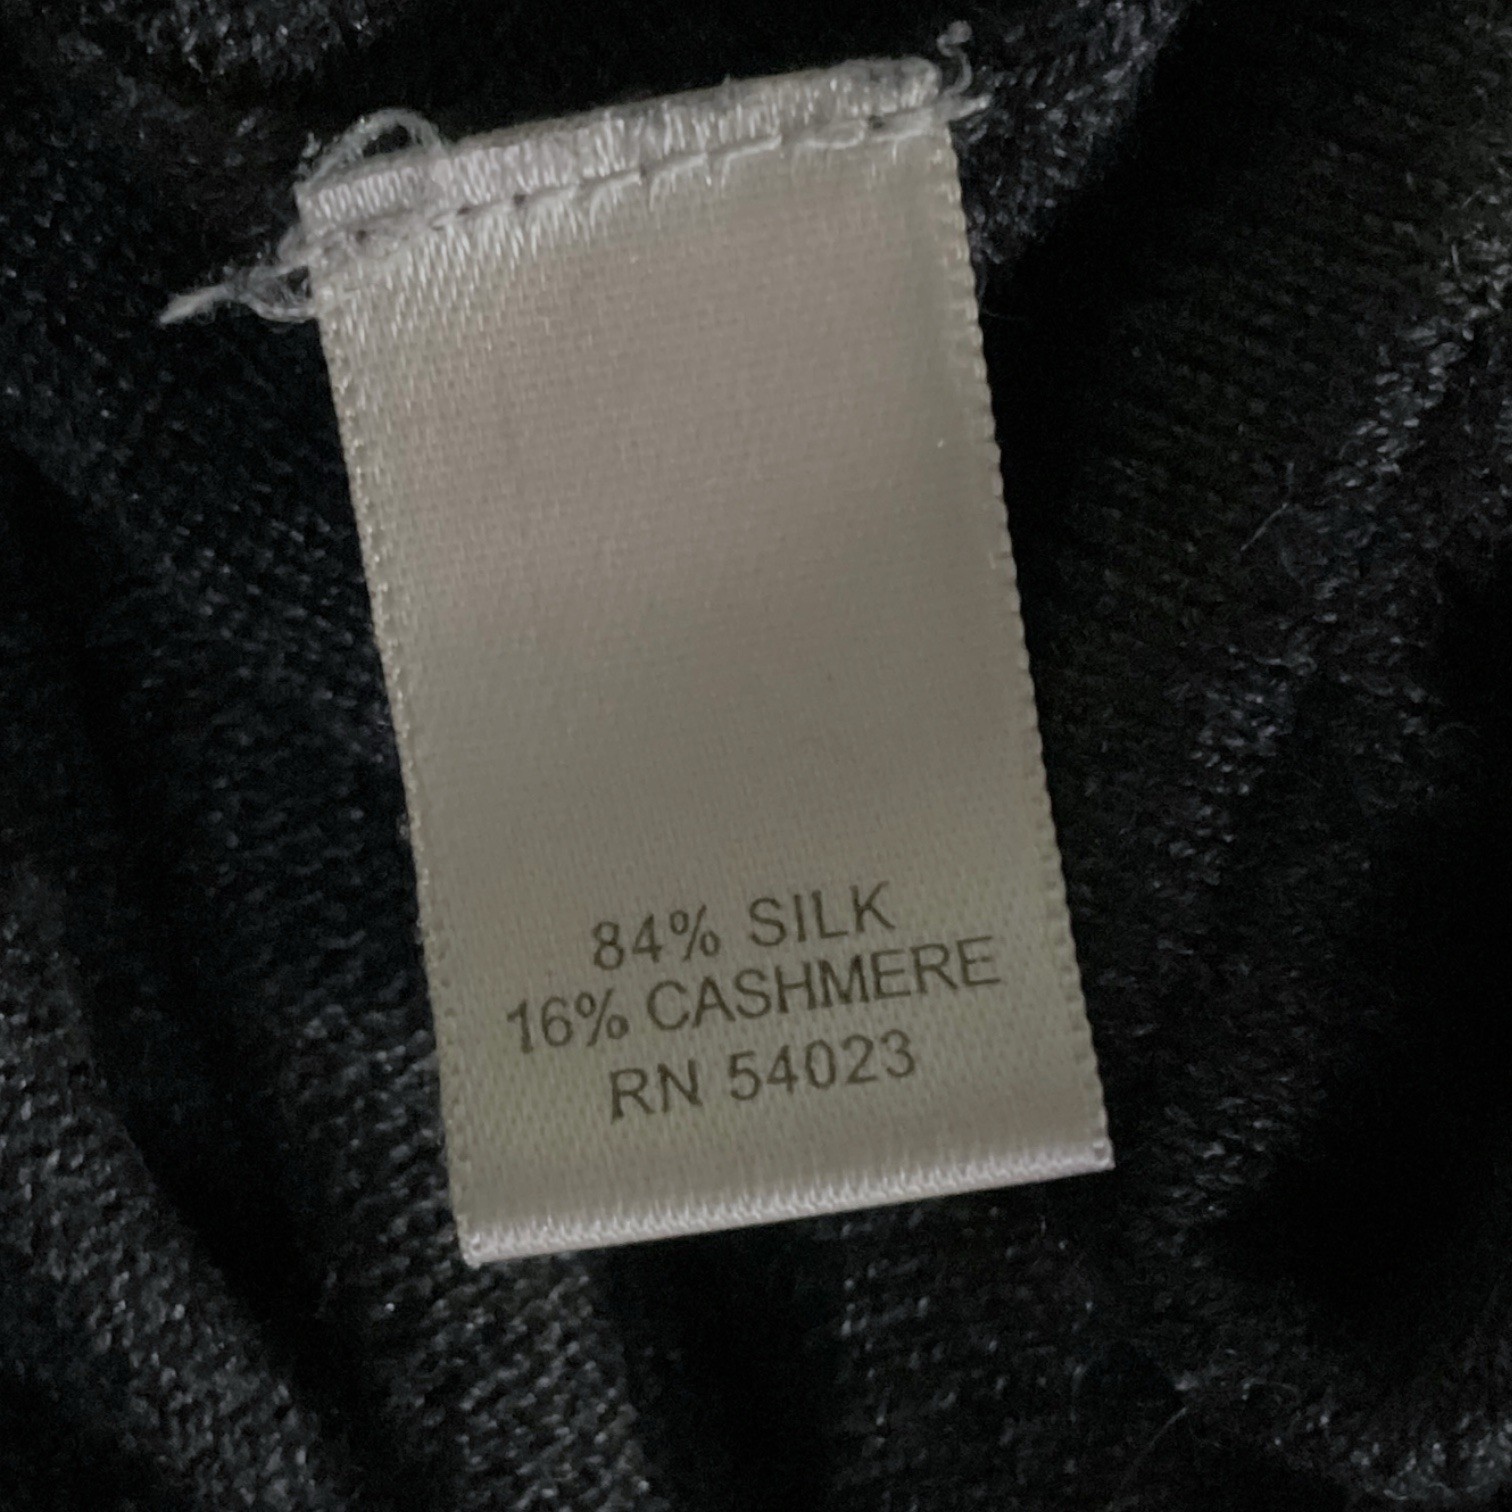 84% SILK
16% CASHMERE
RN 54023